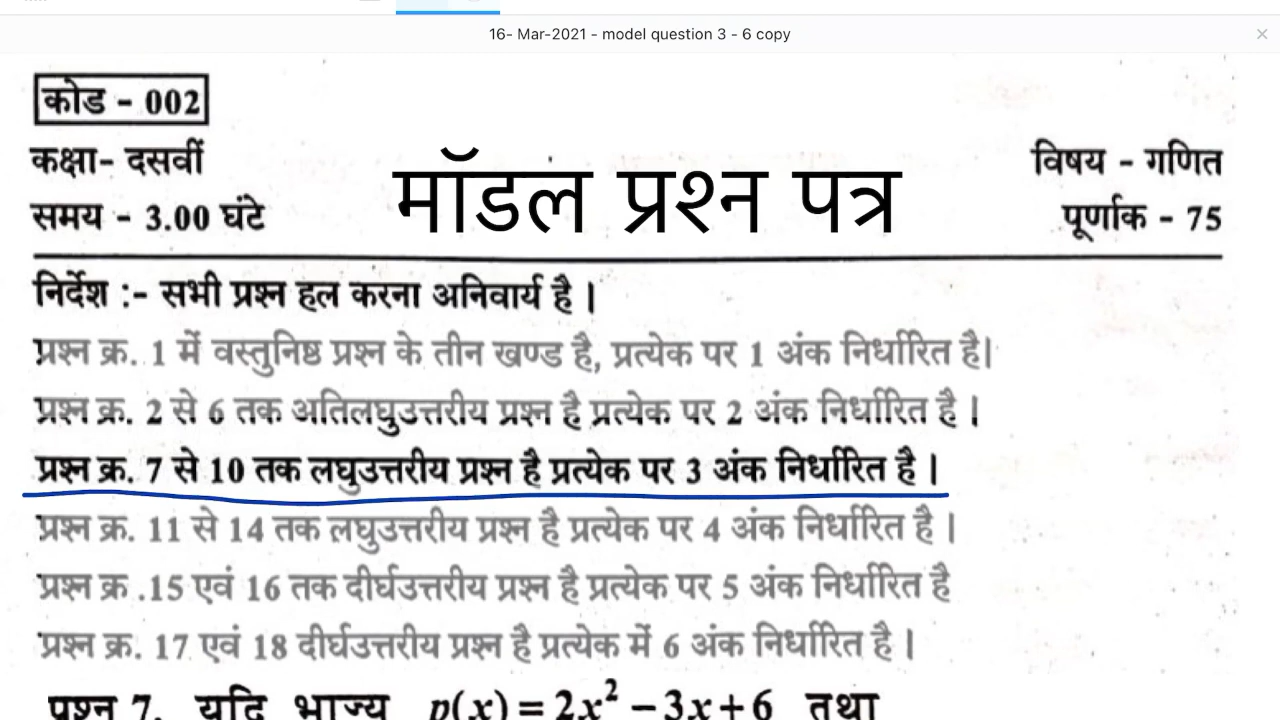 16- Mar-2021 - model question 3 - 6 copy
कोड - 002
कक्षा- दसवीं
विषय - गणित
मॉडल प्रश्न पत्र
समय - 3.00 घंटे
पूर्णाक - 75
निर्देश :- सभी प्रश्न हल करना अनिवार्य है |
प्रश्न क्र. 1 में वस्तुनिष्ठ प्रश्न के तीन खण्ड है, प्रत्येक पर 1 अंक निर्धारित है|
प्रश्न क्र. 2 से 6 तक अतिलघुउत्तरीय प्रश्न है प्रत्येक पर 2 अंक निर्धारित है |
प्रश्न क्र. 7 से 10 तक लघुउत्तरीय प्रश्न है प्रत्येक पर 3 अंक निर्धारित है |
प्रश्न क्र. 11 से 14 तक लघुउत्तरीय प्रश्न है प्रत्येक पर 4 अंक निर्धारित है |
प्रश्न क्र .15 एवं 16 तक दीर्घउत्तरीय प्रश्न है प्रत्येक पर 5 अंक निर्धारित है
प्रश्न क्र. 17 एवं 18 दीर्घउत्तरीय प्रश्न है प्रत्येक में 6 अंक निर्धारित है |
प्रश्न 7. यदि भाज्य p(x) = 2x² − 3x + 6 तथा